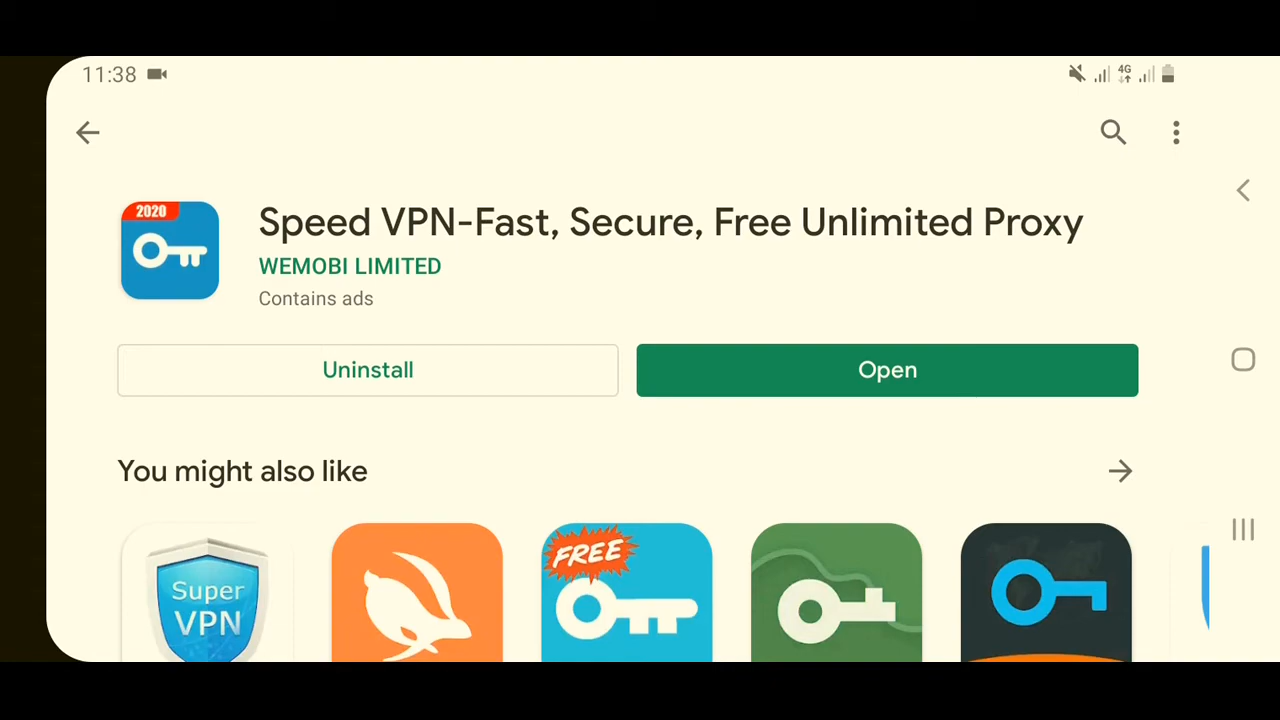 11:38
4G
2020
Speed VPN-Fast, Secure, Free Unlimited Proxy
WEMOBI LIMITED
Contains ads
Uninstall
Open
You might also like
Super
VPN
FREE